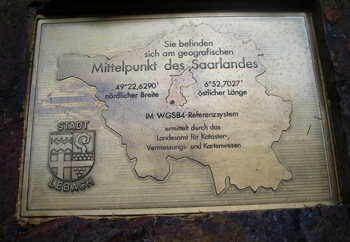 Sie befinden
sich am geografischen
Mittelpunkt des Saarlandes
49°22,6290' 6°52,7027'
nördlicher Breite östlicher Länge
IM WGS84-Referenzsystem
ermittelt durch das
Landesamt für Kataster-,
Vermessungs- und Kartenwesen
STADT
LEBACH